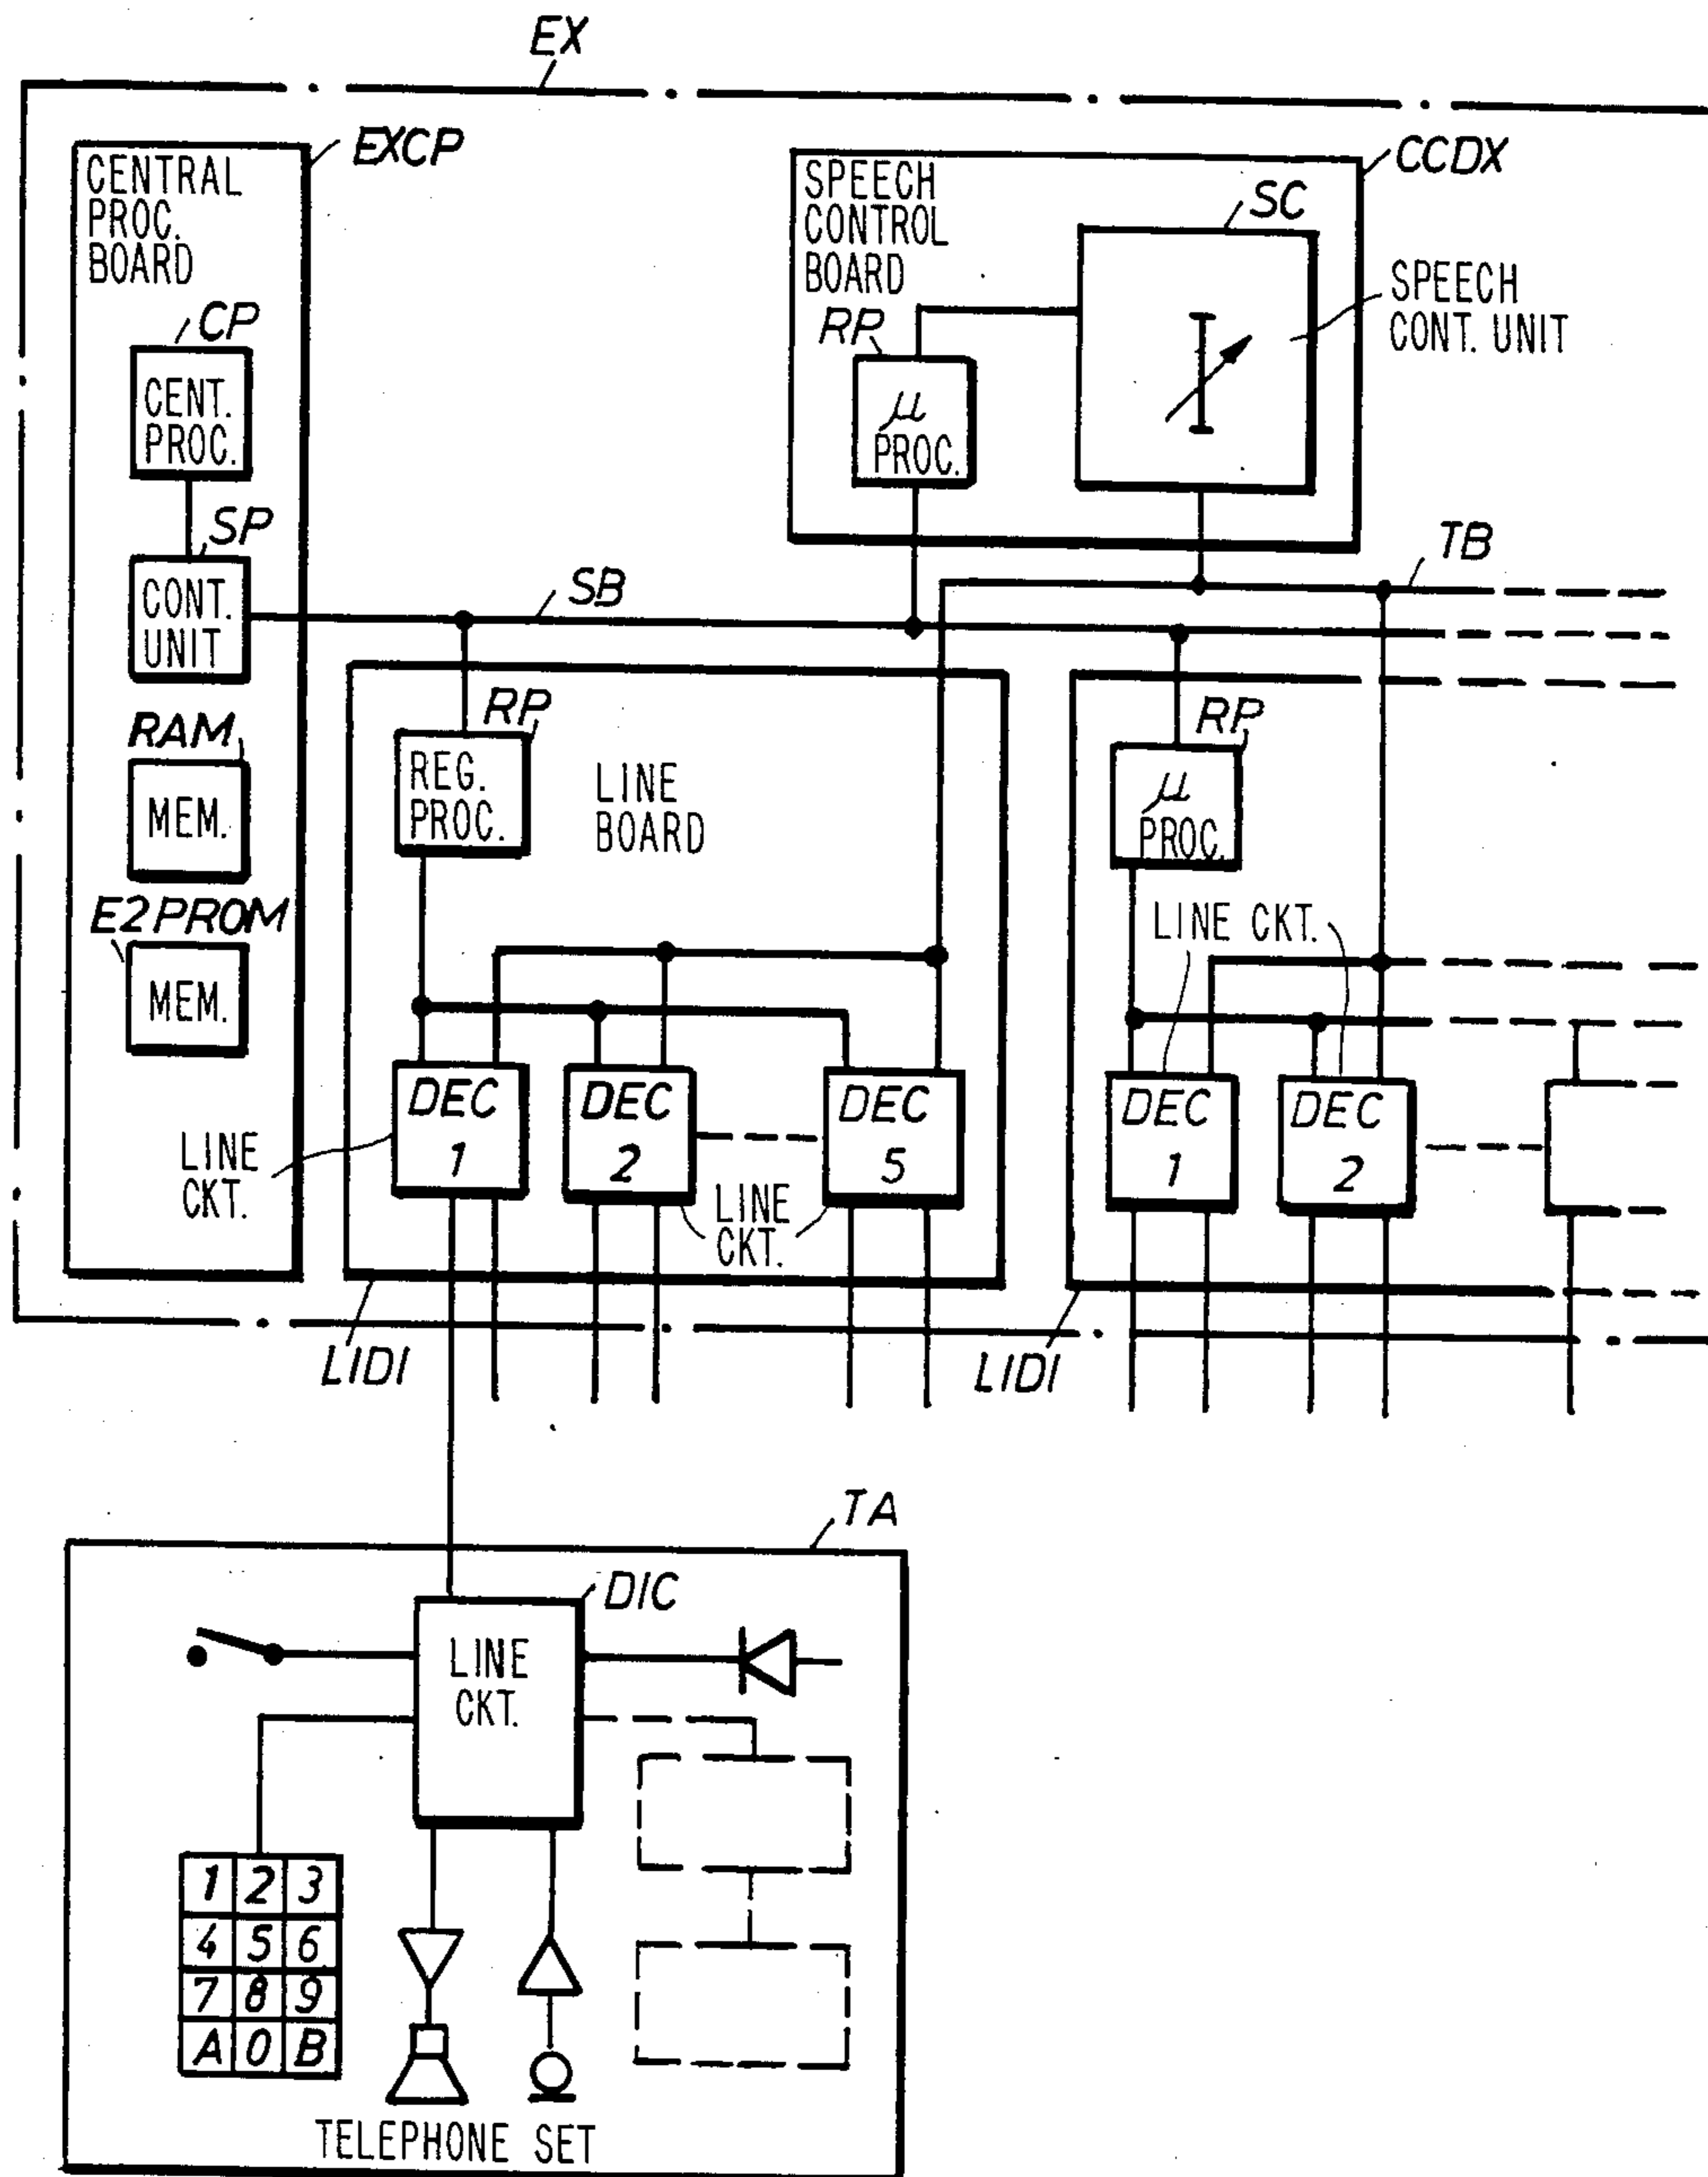 EX
EXCP
CENTRAL
PROC.
BOARD
CP
CENT.
PROC.
SP
CONT.
UNIT
RAM
MEM.
E2PROM
MEM.
CCDX
SPEECH
CONTROL
BOARD
SC
SPEECH
CONT. UNIT
RP
μ
PROC.
TB
SB
RP
REG.
PROC.
LINE
BOARD
RP
μ
PROC.
LINE CKT.
DEC
1
DEC
2
DEC
5
DEC
1
DEC
2
LINE
CKT.
LINE
CKT.
LIDI
LIDI
TA
DIC
LINE
CKT.
1 2 3
4 5 6
7 8 9
A 0 B
TELEPHONE SET